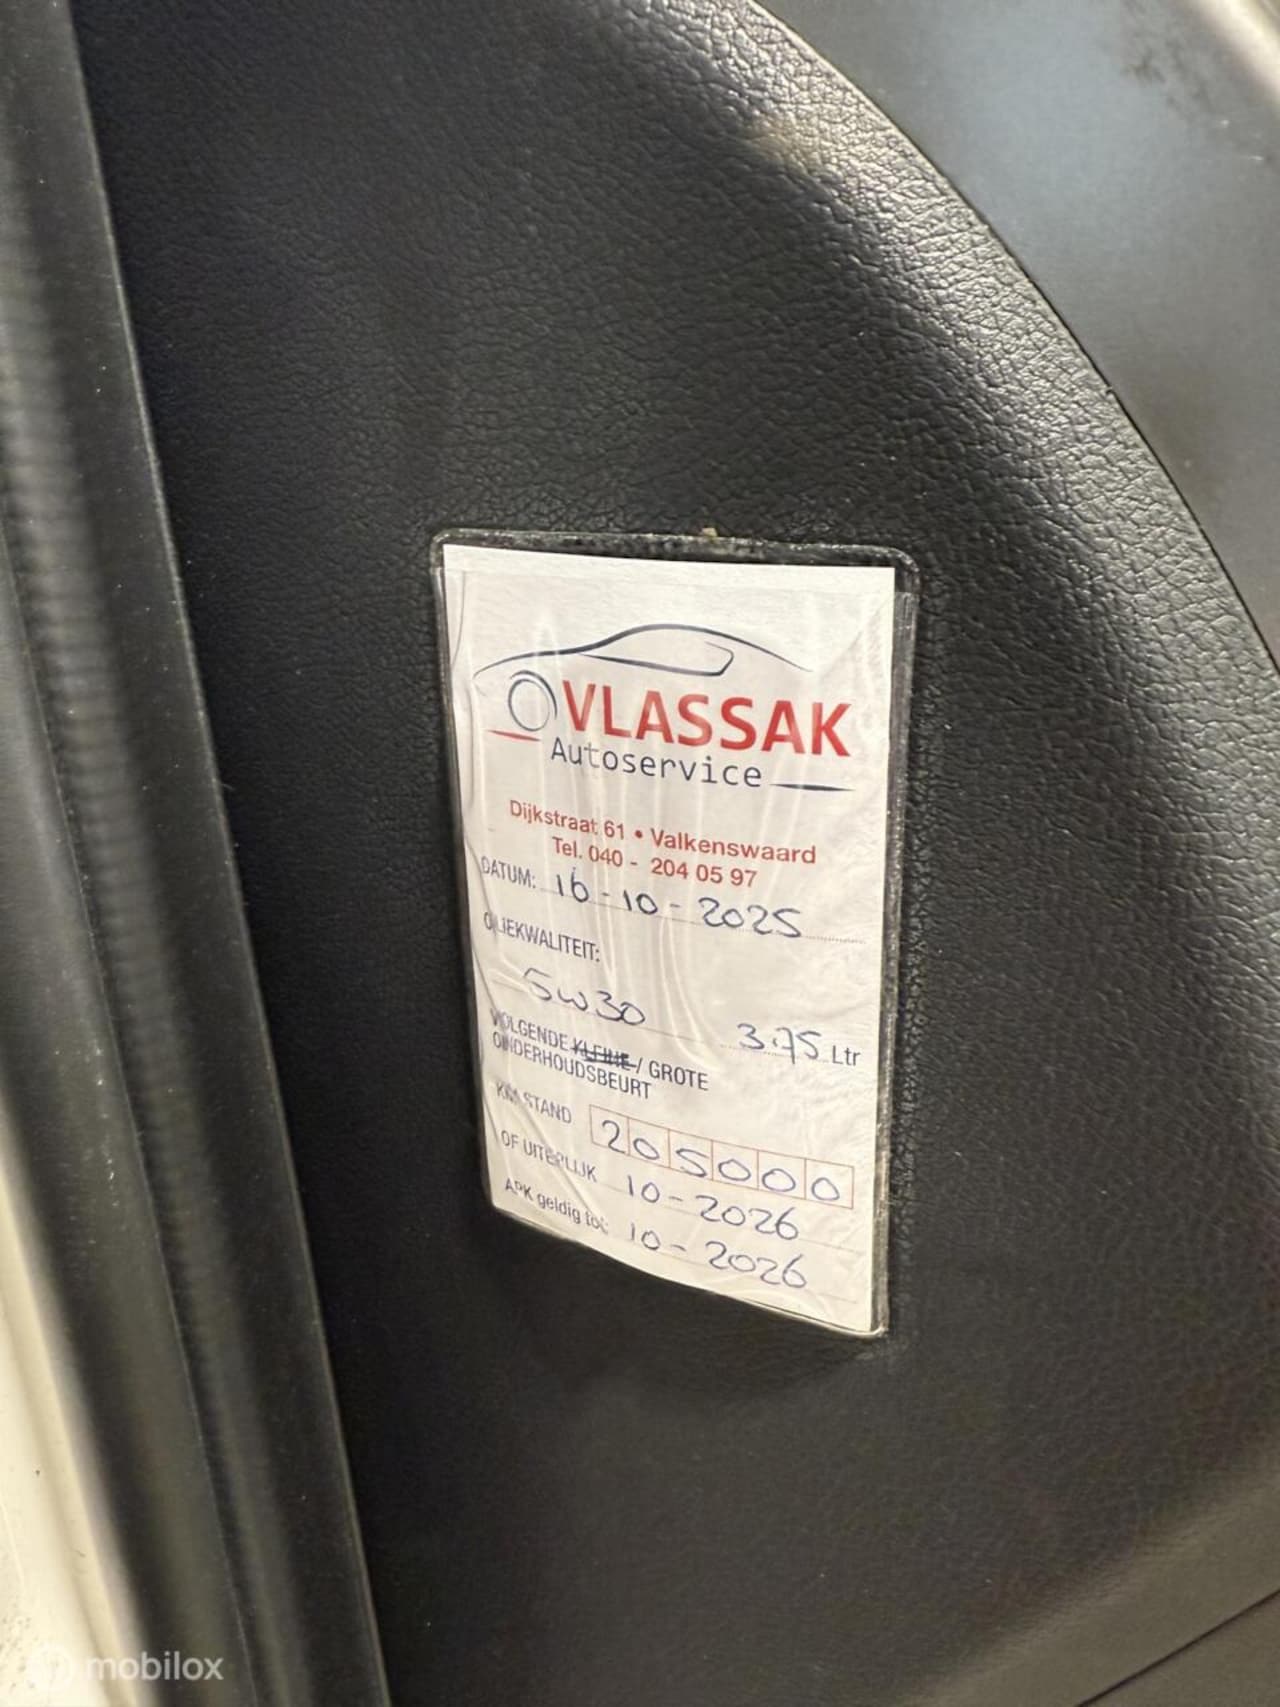 VLASSAK
Autoservice
Dijkstraat 61 • Valkenswaard
Tel. 040 - 204 05 97
DATUM: 16-10-2025
OLIEKWALITEIT:
5w30 3.75 Ltr
VOLGENDE KLEINE / GROTE
ONDERHOUDSBEURT
KM STAND 205000
OF UITERLIJK 10-2026
APK geldig tot: 10-2026
mobilox